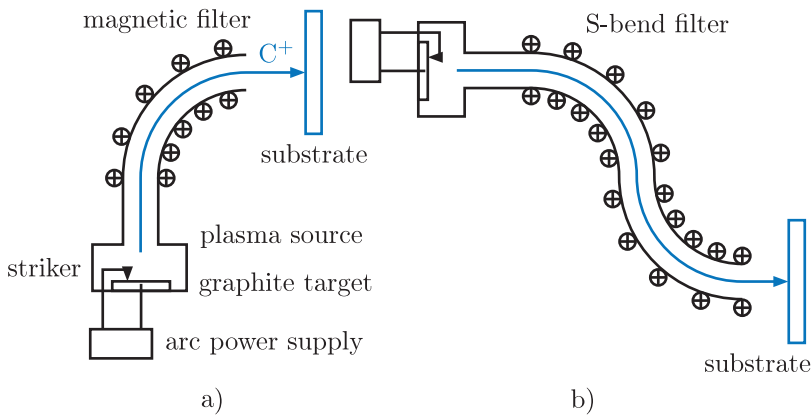 magnetic filter
C+
substrate
plasma source
striker
graphite target
arc power supply
a)
S-bend filter
substrate
b)